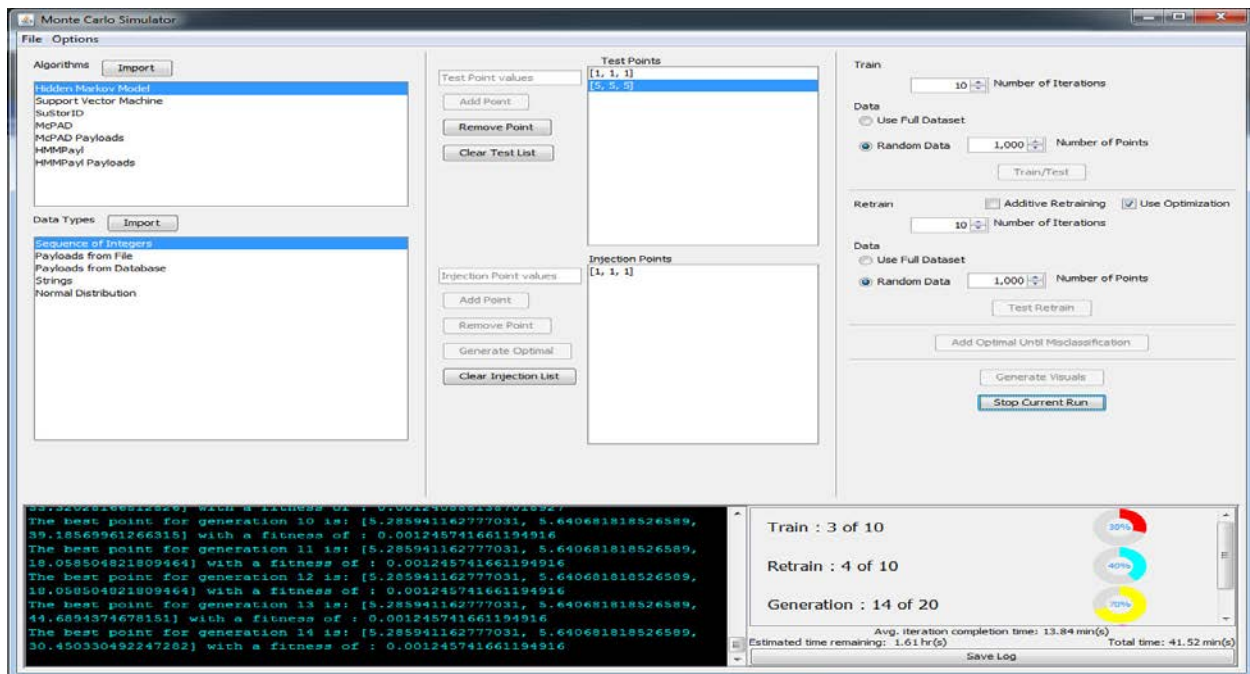 Monte Carlo Simulator
File Options
Algorithms Import
Hidden Markov Model
Support Vector Machine
SuStorID
McPAD
McPAD Payloads
HMMPayl
HMMPayl Payloads
Data Types Import
Sequence of Integers
Payloads from File
Payloads from Database
Strings
Normal Distribution
Test Points
Test Point values
Add Point
Remove Point
Clear Test List
[1, 1, 1]
[5, 5, 5]
Injection Points
Injection Point values
Add Point
Remove Point
Generate Optimal
Clear Injection List
[1, 1, 1]
Train
10 Number of Iterations
Data
Use Full Dataset
Random Data 1,000 Number of Points
Train/Test
Retrain Additive Retraining Use Optimization
10 Number of Iterations
Data
Use Full Dataset
Random Data 1,000 Number of Points
Test Retrain
Add Optimal Until Misclassification
Generate Visuals
Stop Current Run
with a fitness of :
The best point for generation 10 is: [5.285941162777031, 5.640681818526589,
39.18569961266315] with a fitness of : 0.001245741661194916
The best point for generation 11 is: [5.285941162777031, 5.640681818526589,
18.058504821809464] with a fitness of : 0.001245741661194916
The best point for generation 12 is: [5.285941162777031, 5.640681818526589,
18.058504821809464] with a fitness of : 0.001245741661194916
The best point for generation 13 is: [5.285941162777031, 5.640681818526589,
44.6894374678151] with a fitness of : 0.001245741661194916
The best point for generation 14 is: [5.285941162777031, 5.640681818526589,
30.450330492247282] with a fitness of : 0.001245741661194916
Train : 3 of 10 30%
Retrain : 4 of 10 40%
Generation : 14 of 20 70%
Avg. iteration completion time: 13.84 min(s)
Estimated time remaining: 1.61 hr(s) Total time: 41.52 min(s)
Save Log